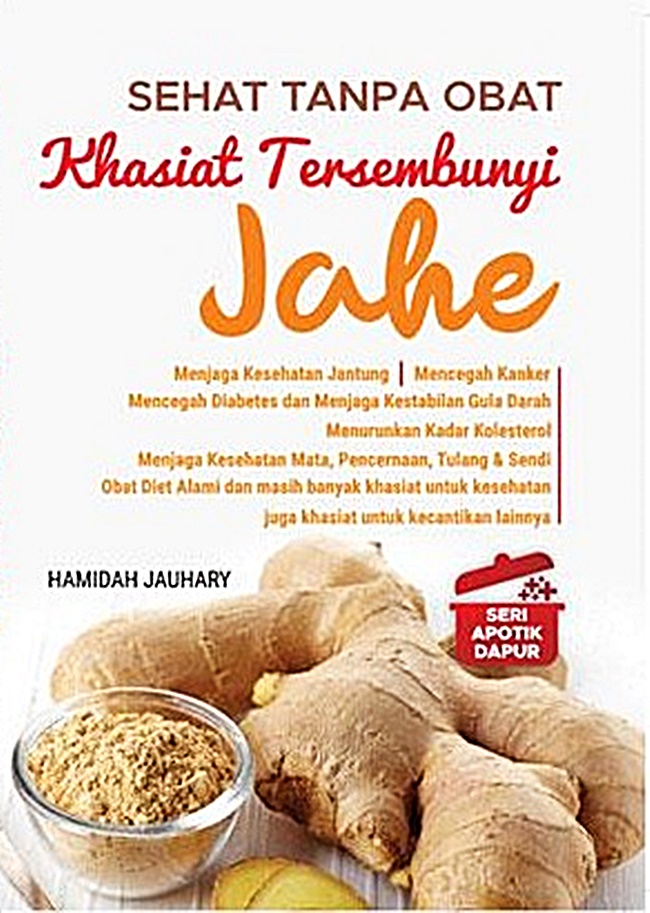 SEHAT TANPA OBAT
Khasiat Tersembunyi
Jahe
Menjaga Kesehatan Jantung | Mencegah Kanker
Mencegah Diabetes dan Menjaga Kestabilan Gula Darah
Menurunkan Kadar Kolesterol
Menjaga Kesehatan Mata, Pencernaan, Tulang & Sendi
Obat Diet Alami dan masih banyak khasiat untuk kesehatan
juga khasiat untuk kecantikan lainnya
HAMIDAH JAUHARY
SERI
APOTIK
DAPUR